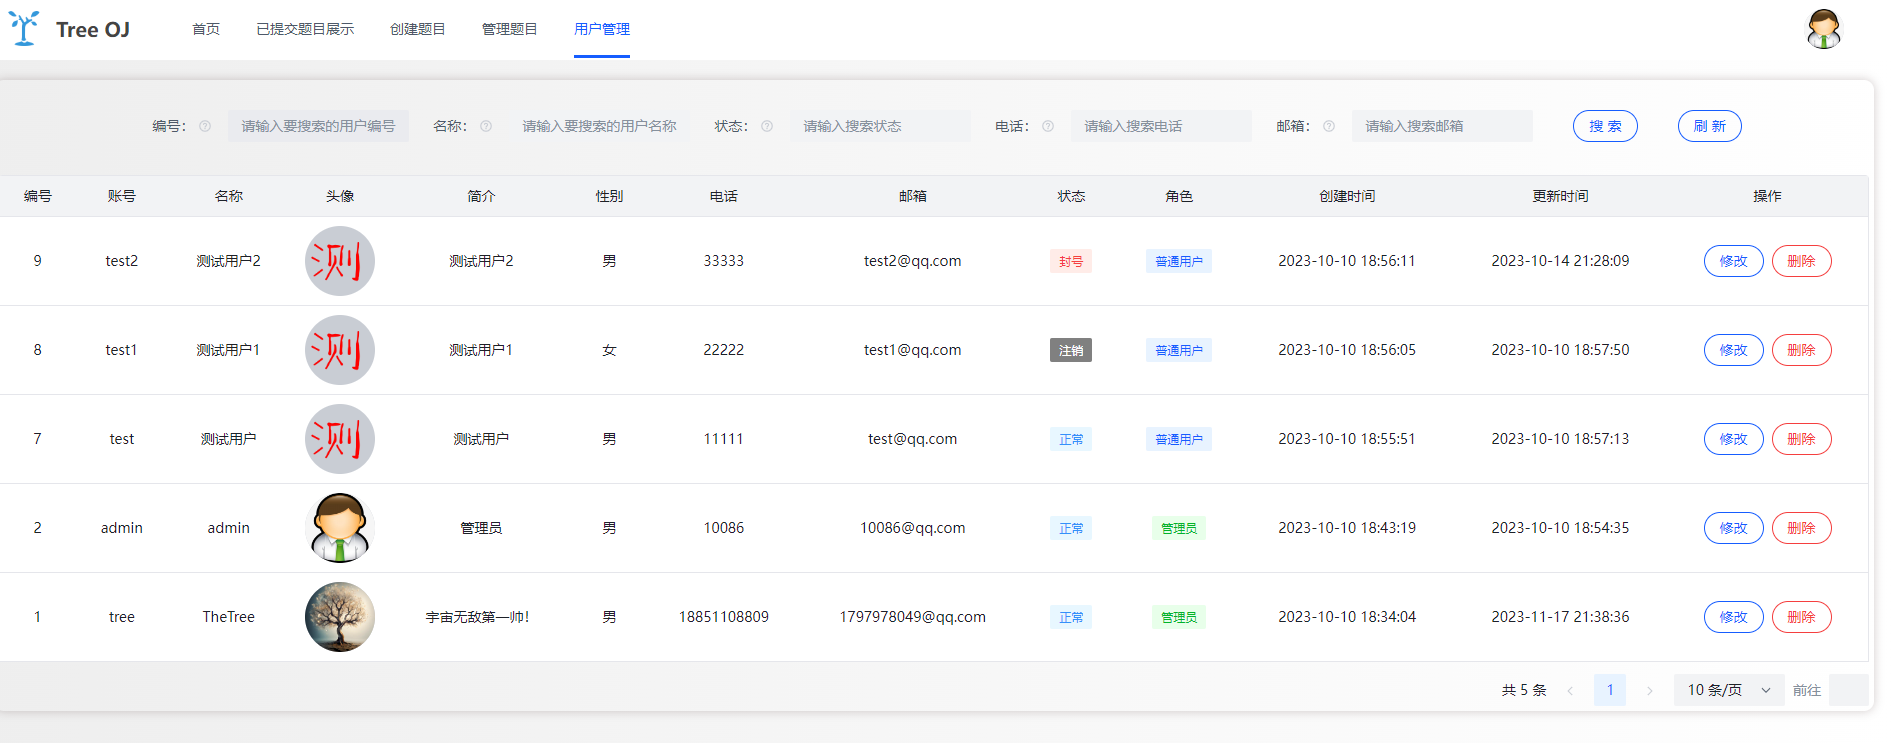 Tree OJ 首页 已提交题目展示 创建题目 管理题目 用户管理
编号： 请输入要搜索的用户编号 名称： 请输入要搜索的用户名称 状态： 请输入搜索状态 电话： 请输入搜索电话 邮箱： 请输入搜索邮箱 搜 索 刷 新
编号 账号 名称 头像 简介 性别 电话 邮箱 状态 角色 创建时间 更新时间 操作
9 test2 测试用户2 测 测试用户2 男 33333 test2@qq.com 封号 普通用户 2023-10-10 18:56:11 2023-10-14 21:28:09 修改 删除
8 test1 测试用户1 测 测试用户1 女 22222 test1@qq.com 注销 普通用户 2023-10-10 18:56:05 2023-10-10 18:57:50 修改 删除
7 test 测试用户 测 测试用户 男 11111 test@qq.com 正常 普通用户 2023-10-10 18:55:51 2023-10-10 18:57:13 修改 删除
2 admin admin 管理员 男 10086 10086@qq.com 正常 管理员 2023-10-10 18:43:19 2023-10-10 18:54:35 修改 删除
1 tree TheTree 宇宙无敌第一帅！ 男 18851108809 1797978049@qq.com 正常 管理员 2023-10-10 18:34:04 2023-11-17 21:38:36 修改 删除
共 5 条 1 10 条/页 前往